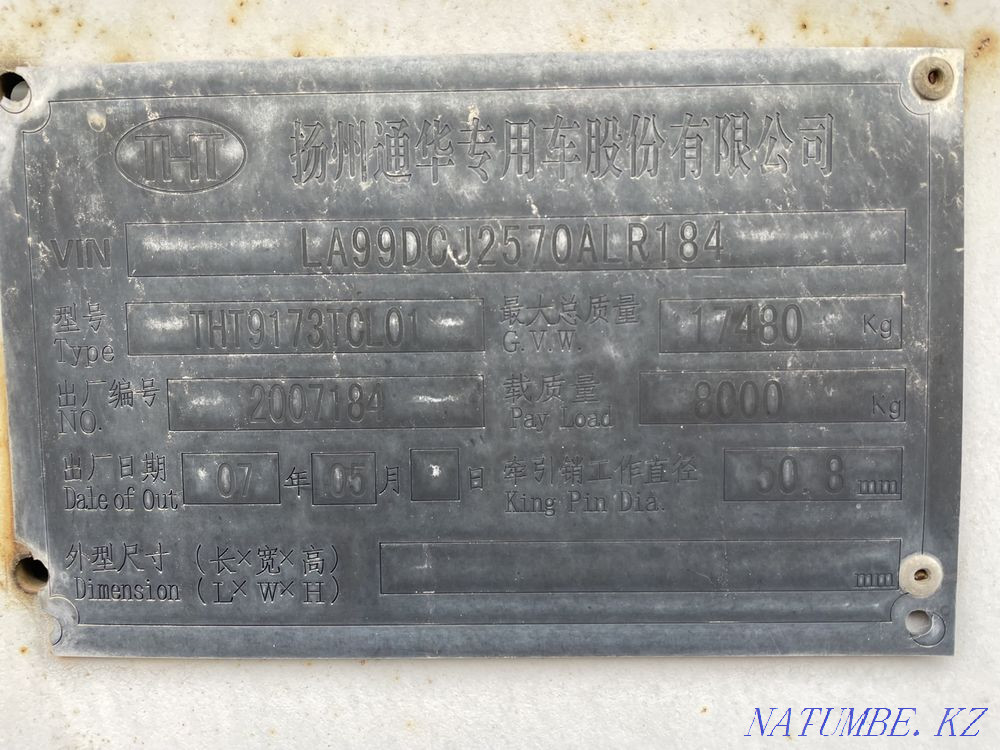 THT 扬州通华专用车股份有限公司
VIN LA99DCJ2570ALR184
型号 THT9173TCL01 最大总质量 17480 Kg
Type G.V.W.
出厂编号 2007184 载质量 8000 Kg
NO. Pay Load
出厂日期 07 年 05 月 日 牵引销工作直径 50.8 mm
Dale of Out King Pin Dia.
外型尺寸 (长×宽×高) mm
Dimension (L×W×H)
NATUMBE.KZ